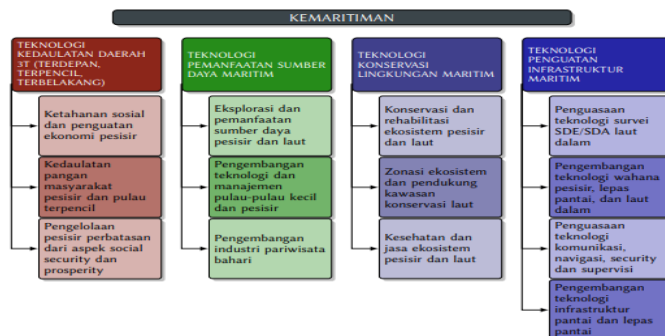 KEMARITIMAN
TEKNOLOGI
KEDAULATAN DAERAH
3T (TERDEPAN,
TERPENCIL,
TERBELAKANG)
Ketahanan sosial
dan penguatan
ekonomi pesisir
Kedaulatan
pangan
masyarakat
pesisir dan pulau
terpencil
Pengelolaan
pesisir perbatasan
dari aspek social
security dan
prosperity
TEKNOLOGI
PEMANFAATAN SUMBER
DAYA MARITIM
Eksplorasi dan
pemanfaatan
sumber daya
pesisir dan laut
Pengembangan
teknologi dan
manajemen
pulau-pulau kecil
dan pesisir
Pengembangan
industri pariwisata
bahari
TEKNOLOGI
KONSERVASI
LINGKUNGAN MARITIM
Konservasi dan
rehabilitasi
ekosistem pesisir
dan laut
Zonasi ekosistem
dan pendukung
kawasan
konservasi laut
Kesehatan dan
jasa ekosistem
pesisir dan laut
TEKNOLOGI
PENGUATAN
INFRASTRUKTUR
MARITIM
Penguasaan
teknologi survei
SDE/SDA laut
dalam
Pengembangan
teknologi wahana
pesisir, lepas
pantai, dan laut
dalam
Penguasaan
teknologi
komunikasi,
navigasi, security
dan supervisi
Pengembangan
teknologi
infrastruktur
pantai dan lepas
pantai